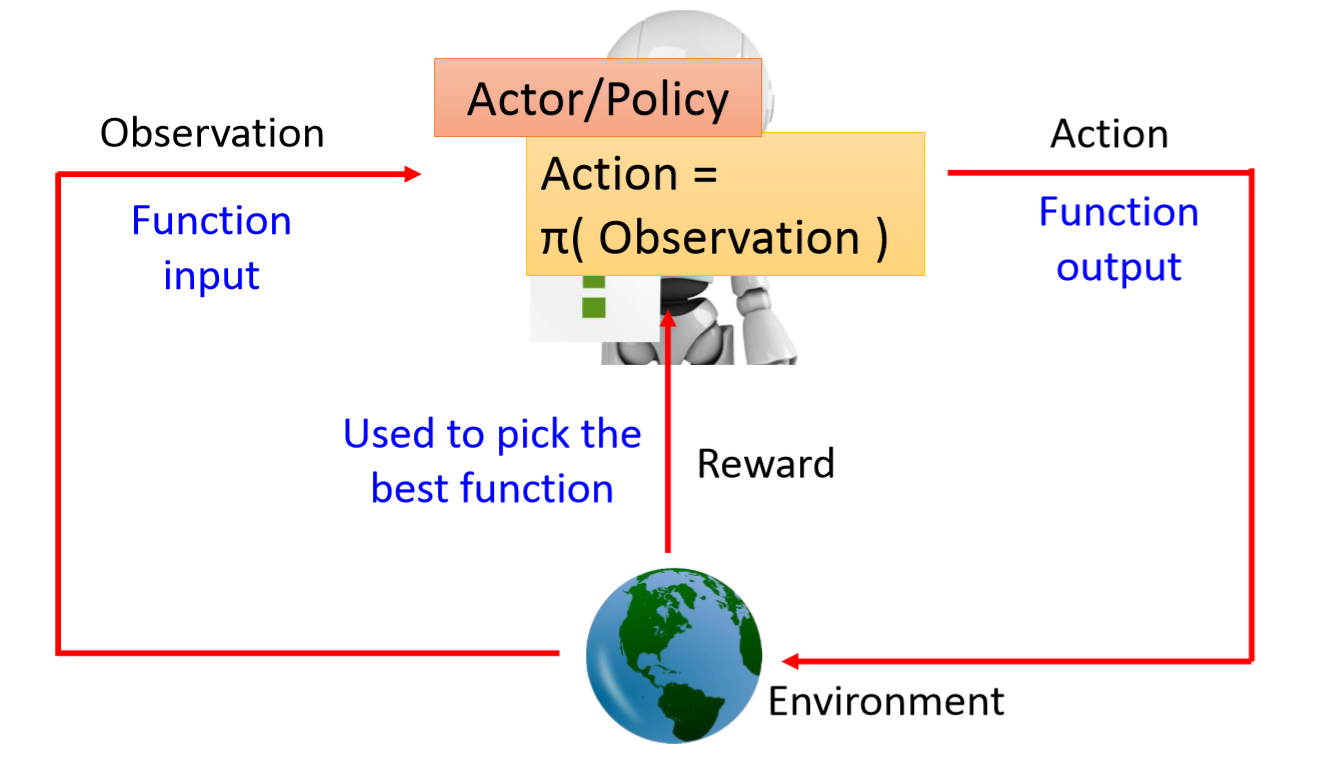 Actor/Policy
Observation
Action =
π( Observation )
Action
Function
input
Function
output
Used to pick the
best function
Reward
Environment